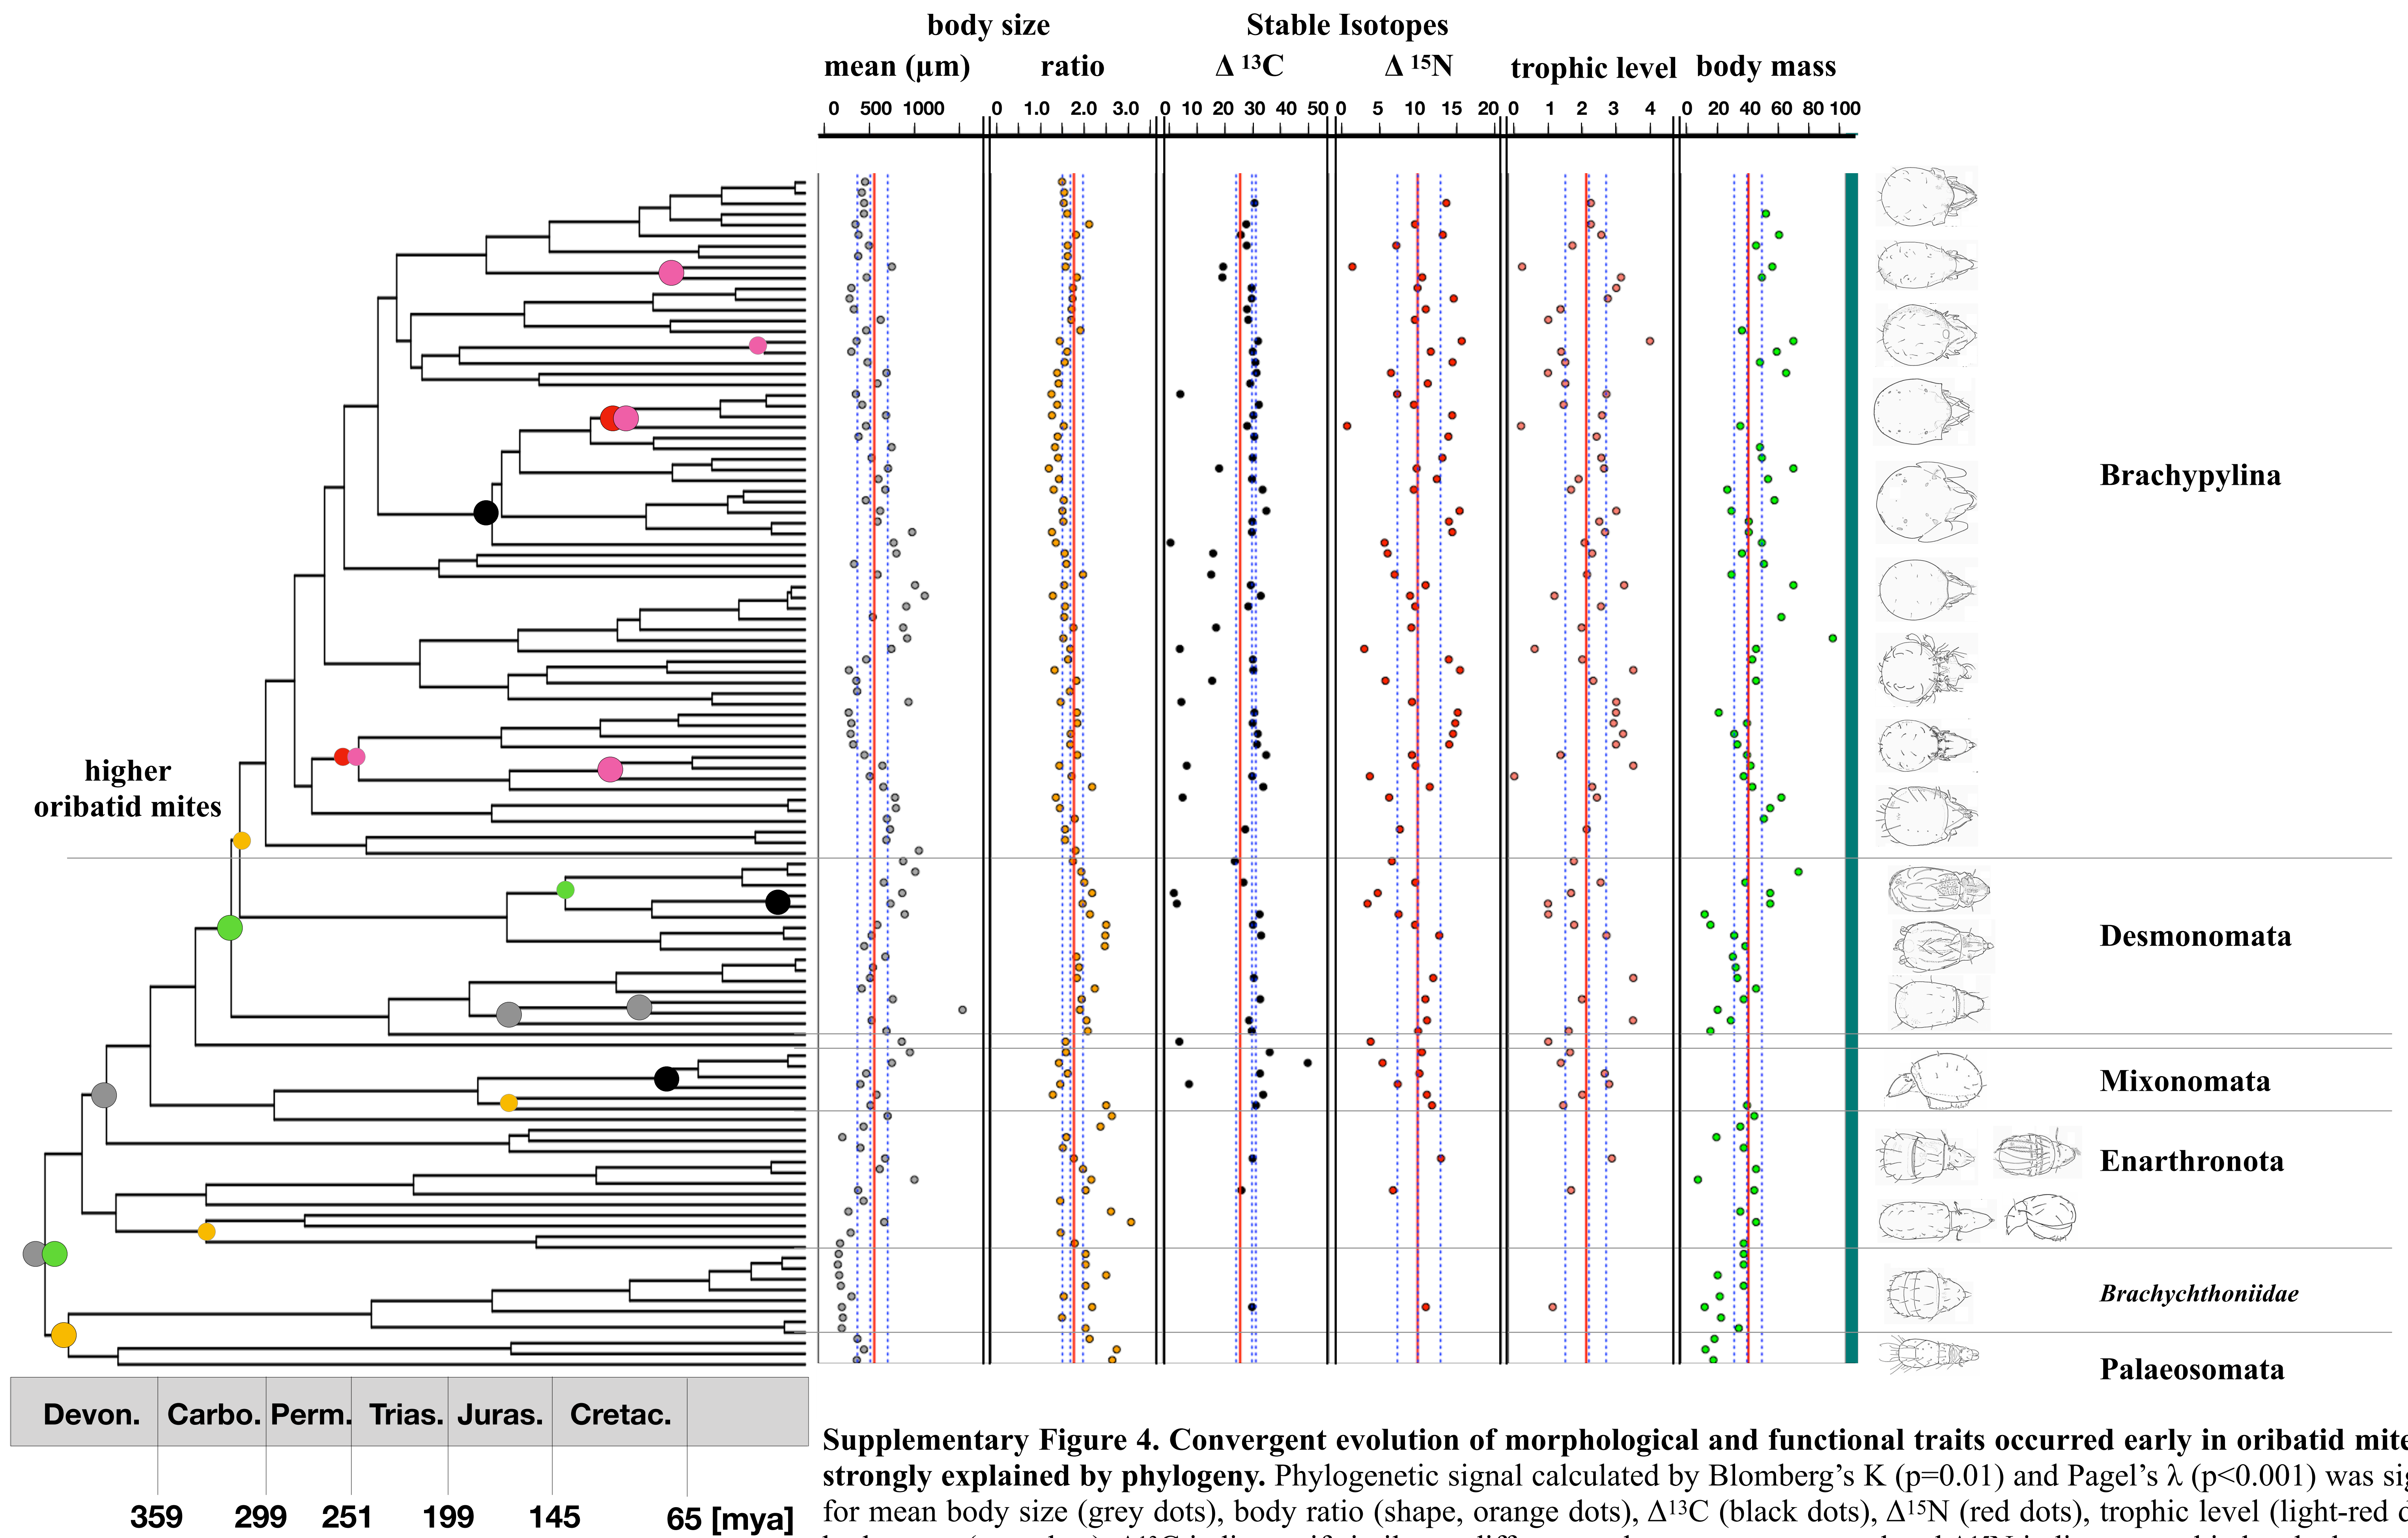 body size Stable Isotopes
mean (µm) ratio Δ ¹³C Δ ¹⁵N trophic level body mass
0 500 1000 0 1.0 2.0 3.0 0 10 20 30 40 50 0 5 10 15 20 0 1 2 3 4 0 20 40 60 80 100
Brachypylina
higher
oribatid mites
Desmonomata
Mixonomata
Enarthronota
Brachychthoniidae
Palaeosomata
Devon. Carbo. Perm. Trias. Juras. Cretac.
359 299 251 199 145 65 [mya]
Supplementary Figure 4. Convergent evolution of morphological and functional traits occurred early in oribatid mite
strongly explained by phylogeny. Phylogenetic signal calculated by Blomberg’s K (p=0.01) and Pagel’s λ (p<0.001) was sig
for mean body size (grey dots), body ratio (shape, orange dots), Δ¹³C (black dots), Δ¹⁵N (red dots), trophic level (light-red d